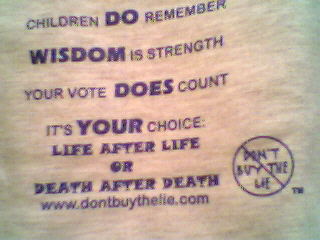 CHILDREN DO REMEMBER
WISDOM IS STRENGTH
YOUR VOTE DOES COUNT
IT'S YOUR CHOICE:
LIFE AFTER LIFE
OR
DEATH AFTER DEATH
www.dontbuythelie.com
DON'T
BUY THE
LIE
TM